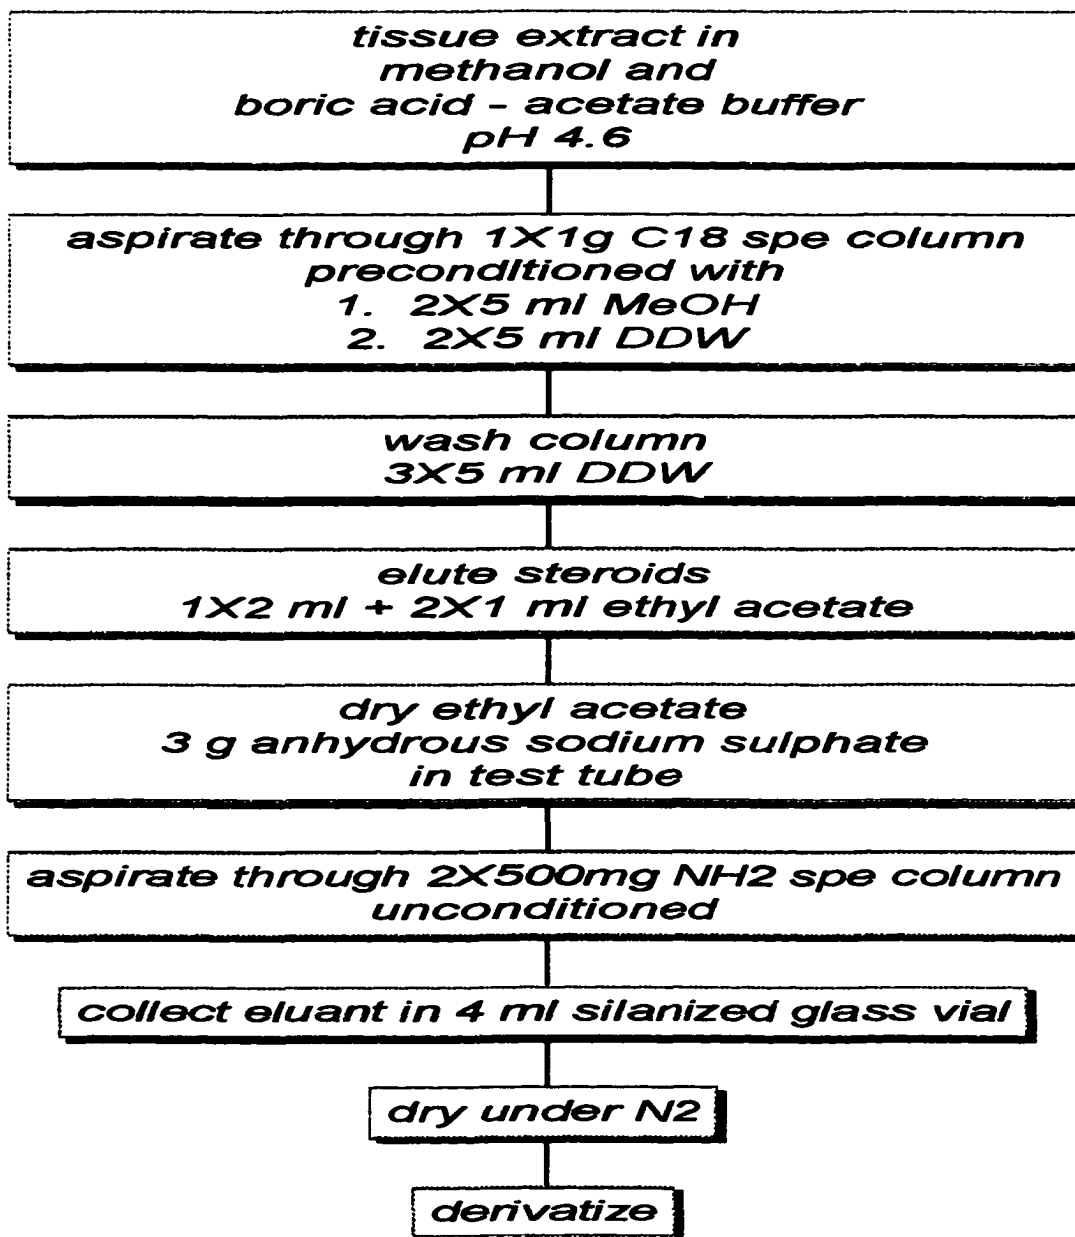 tissue extract in
methanol and
boric acid - acetate buffer
pH 4.6
aspirate through 1X1g C18 spe column
preconditioned with
1. 2X5 ml MeOH
2. 2X5 ml DDW
wash column
3X5 ml DDW
elute steroids
1X2 ml + 2X1 ml ethyl acetate
dry ethyl acetate
3 g anhydrous sodium sulphate
in test tube
aspirate through 2X500mg NH2 spe column
unconditioned
collect eluant in 4 ml silanized glass vial
dry under N2
derivatize